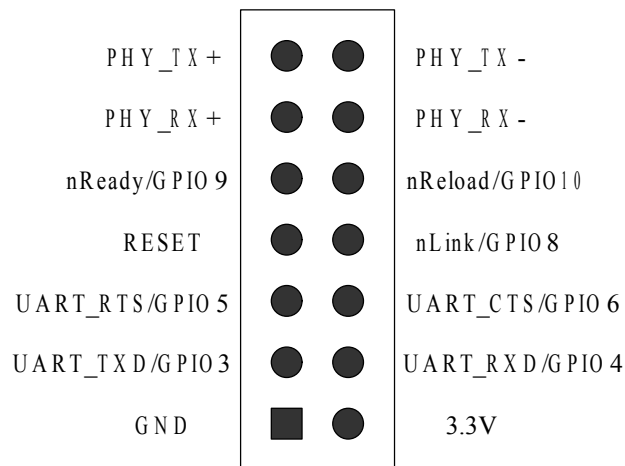 PHY_TX+ PHY_TX-
PHY_RX+ PHY_RX-
nReady/GPIO9 nReload/GPIO10
RESET nLink/GPIO8
UART_RTS/GPIO5 UART_CTS/GPIO6
UART_TXD/GPIO3 UART_RXD/GPIO4
GND 3.3V